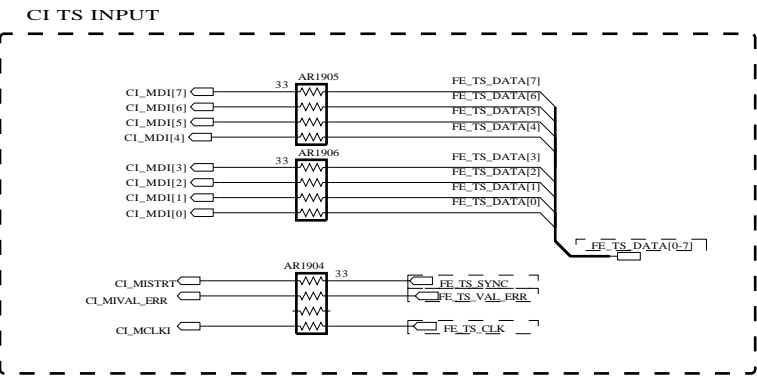 CI TS INPUT
AR1905
33
CI_MDI[7]
FE_TS_DATA[7]
CI_MDI[6]
FE_TS_DATA[6]
CI_MDI[5]
FE_TS_DATA[5]
CI_MDI[4]
FE_TS_DATA[4]
AR1906
33
CI_MDI[3]
FE_TS_DATA[3]
CI_MDI[2]
FE_TS_DATA[2]
CI_MDI[1]
FE_TS_DATA[1]
CI_MDI[0]
FE_TS_DATA[0]
FE_TS_DATA[0-7]
AR1904
33
CI_MISTRT
FE_TS_SYNC
CI_MIVAL_ERR
FE_TS_VAL_ERR
CI_MCLKI
FE_TS_CLK